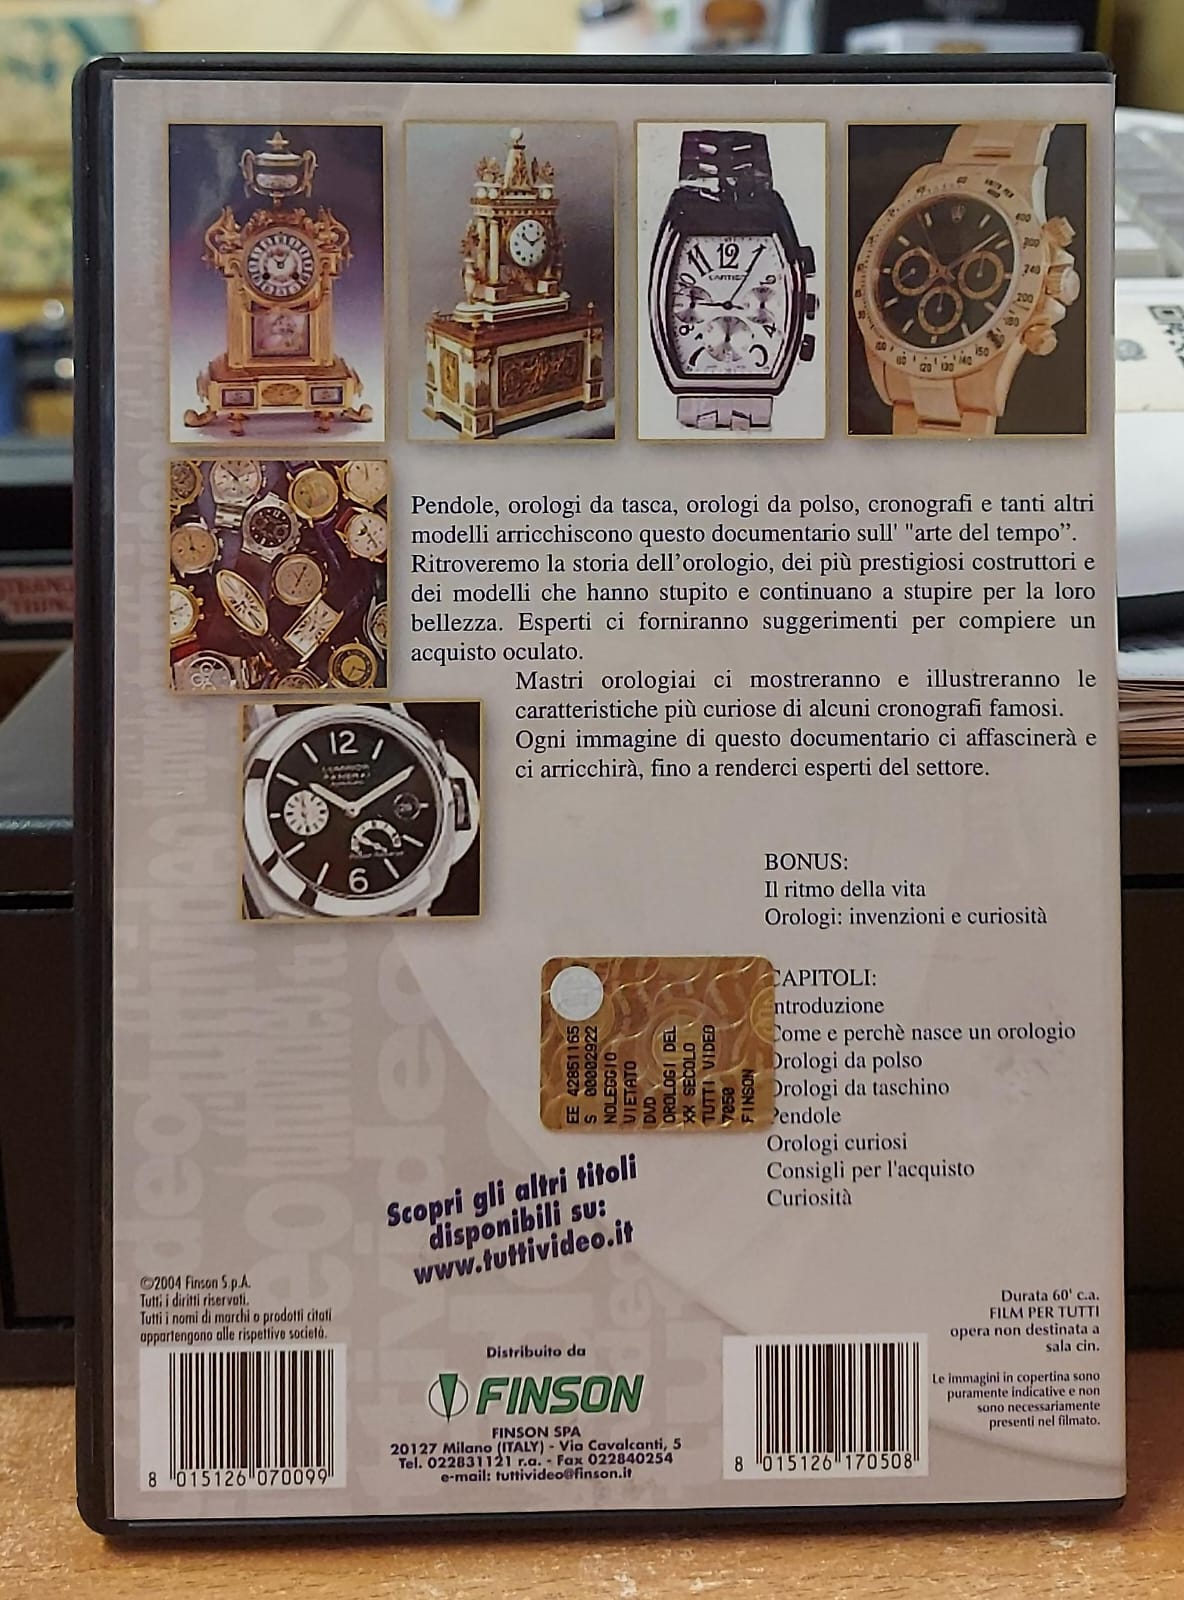 Pendole, orologi da tasca, orologi da polso, cronografi e tanti altri
modelli arricchiscono questo documentario sull' "arte del tempo”.
Ritroveremo la storia dell’orologio, dei più prestigiosi costruttori e
dei modelli che hanno stupito e continuano a stupire per la loro
bellezza. Esperti ci forniranno suggerimenti per compiere un
acquisto oculato.
Mastri orologiai ci mostreranno e illustreranno le
caratteristiche più curiose di alcuni cronografi famosi.
Ogni immagine di questo documentario ci affascinerà e
ci arricchirà, fino a renderci esperti del settore.
BONUS:
Il ritmo della vita
Orologi: invenzioni e curiosità
CAPITOLI:
Introduzione
Come e perchè nasce un orologio
Orologi da polso
Orologi da taschino
Pendole
Orologi curiosi
Consigli per l'acquisto
Curiosità
EE 42851165
S 00002922
NOLEGGIO
VIETATO
DVD
OROLOGI DEL
XX SECOLO
TUTTI VIDEO
7050
FINSON
Scopri gli altri titoli
disponibili su:
www.tuttivideo.it
©2004 Finson S.p.A.
Tutti i diritti riservati.
Tutti i nomi di marchi o prodotti citati
appartengono alle rispettive società.
8 015126 070099
Distribuito da
FINSON
FINSON SPA
20127 Milano (ITALY) - Via Cavalcanti, 5
Tel. 022831121 r.a. - Fax 022840254
e-mail: tuttivideo@finson.it
Durata 60' c.a.
FILM PER TUTTI
opera non destinata a
sala cin.
Le immagini in copertina sono
puramente indicative e non
sono necessariamente
presenti nel filmato.
8 015126 170508